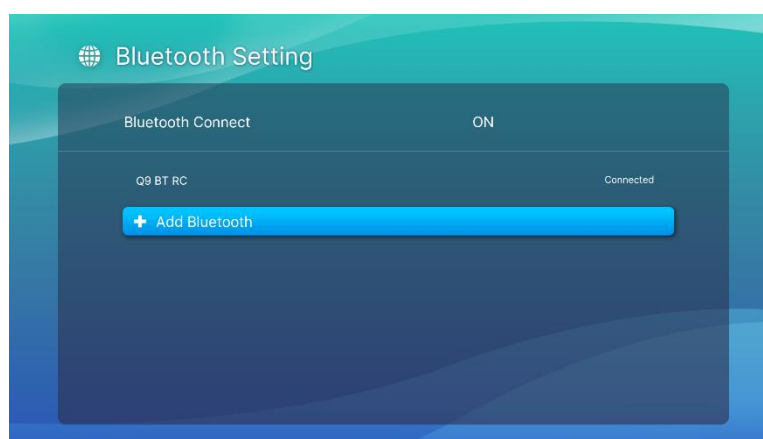 Bluetooth Setting
Bluetooth Connect ON
Q9 BT RC Connected
+ Add Bluetooth